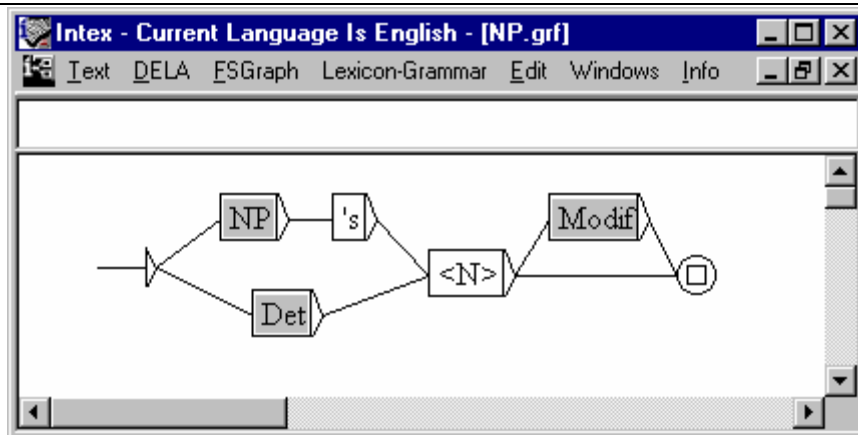 Intex - Current Language Is English - [NP.grf]
Text DELA FSGraph Lexicon-Grammar Edit Windows Info
NP 's Modif
<N>
Det